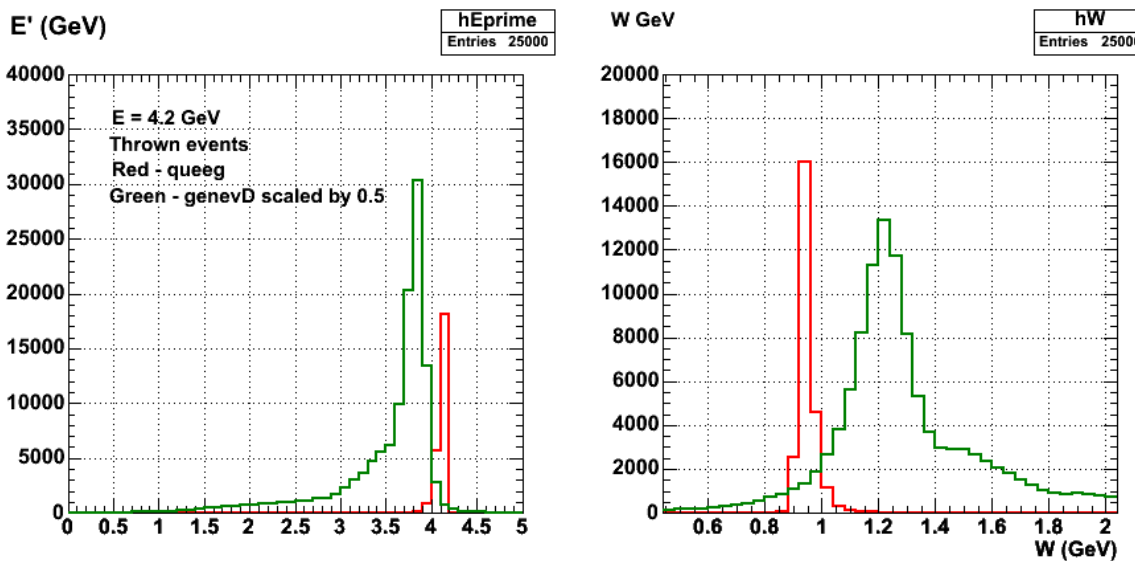 E' (GeV)
hEprime
Entries 25000
40000
35000
30000
25000
20000
15000
10000
5000
0
E = 4.2 GeV
Thrown events
Red - queeg
Green - genevD scaled by 0.5
0 0.5 1 1.5 2 2.5 3 3.5 4 4.5 5
W GeV
hW
Entries 25000
20000
18000
16000
14000
12000
10000
8000
6000
4000
2000
0
0.6 0.8 1 1.2 1.4 1.6 1.8 2
W (GeV)